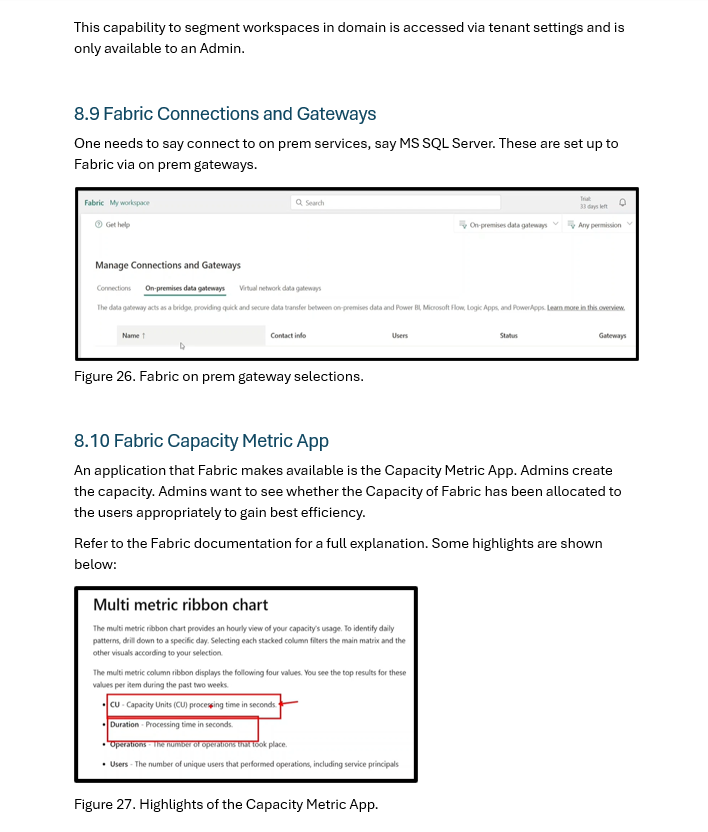 This capability to segment workspaces in domain is accessed via tenant settings and is
only available to an Admin.
8.9 Fabric Connections and Gateways
One needs to say connect to on prem services, say MS SQL Server. These are set up to
Fabric via on prem gateways.
Fabric My workspace Search Trial:
33 days left
Get help On-premises data gateways Any permission
Manage Connections and Gateways
Connections On-premises data gateways Virtual network data gateways
The data gateway acts as a bridge, providing quick and secure data transfer between on-premises data and Power BI, Microsoft Flow, Logic Apps, and PowerApps. Learn more in this overview.
Name ↑ Contact info Users Status Gateways
Figure 26. Fabric on prem gateway selections.
8.10 Fabric Capacity Metric App
An application that Fabric makes available is the Capacity Metric App. Admins create
the capacity. Admins want to see whether the Capacity of Fabric has been allocated to
the users appropriately to gain best efficiency.
Refer to the Fabric documentation for a full explanation. Some highlights are shown
below:
Multi metric ribbon chart
The multi metric ribbon chart provides an hourly view of your capacity's usage. To identify daily
patterns, drill down to a specific day. Selecting each stacked column filters the main matrix and the
other visuals according to your selection.
The multi metric column ribbon displays the following four values. You see the top results for these
values per item during the past two weeks.
• CU - Capacity Units (CU) processing time in seconds.
• Duration - Processing time in seconds.
• Operations - The number of operations that took place.
• Users - The number of unique users that performed operations, including service principals
Figure 27. Highlights of the Capacity Metric App.